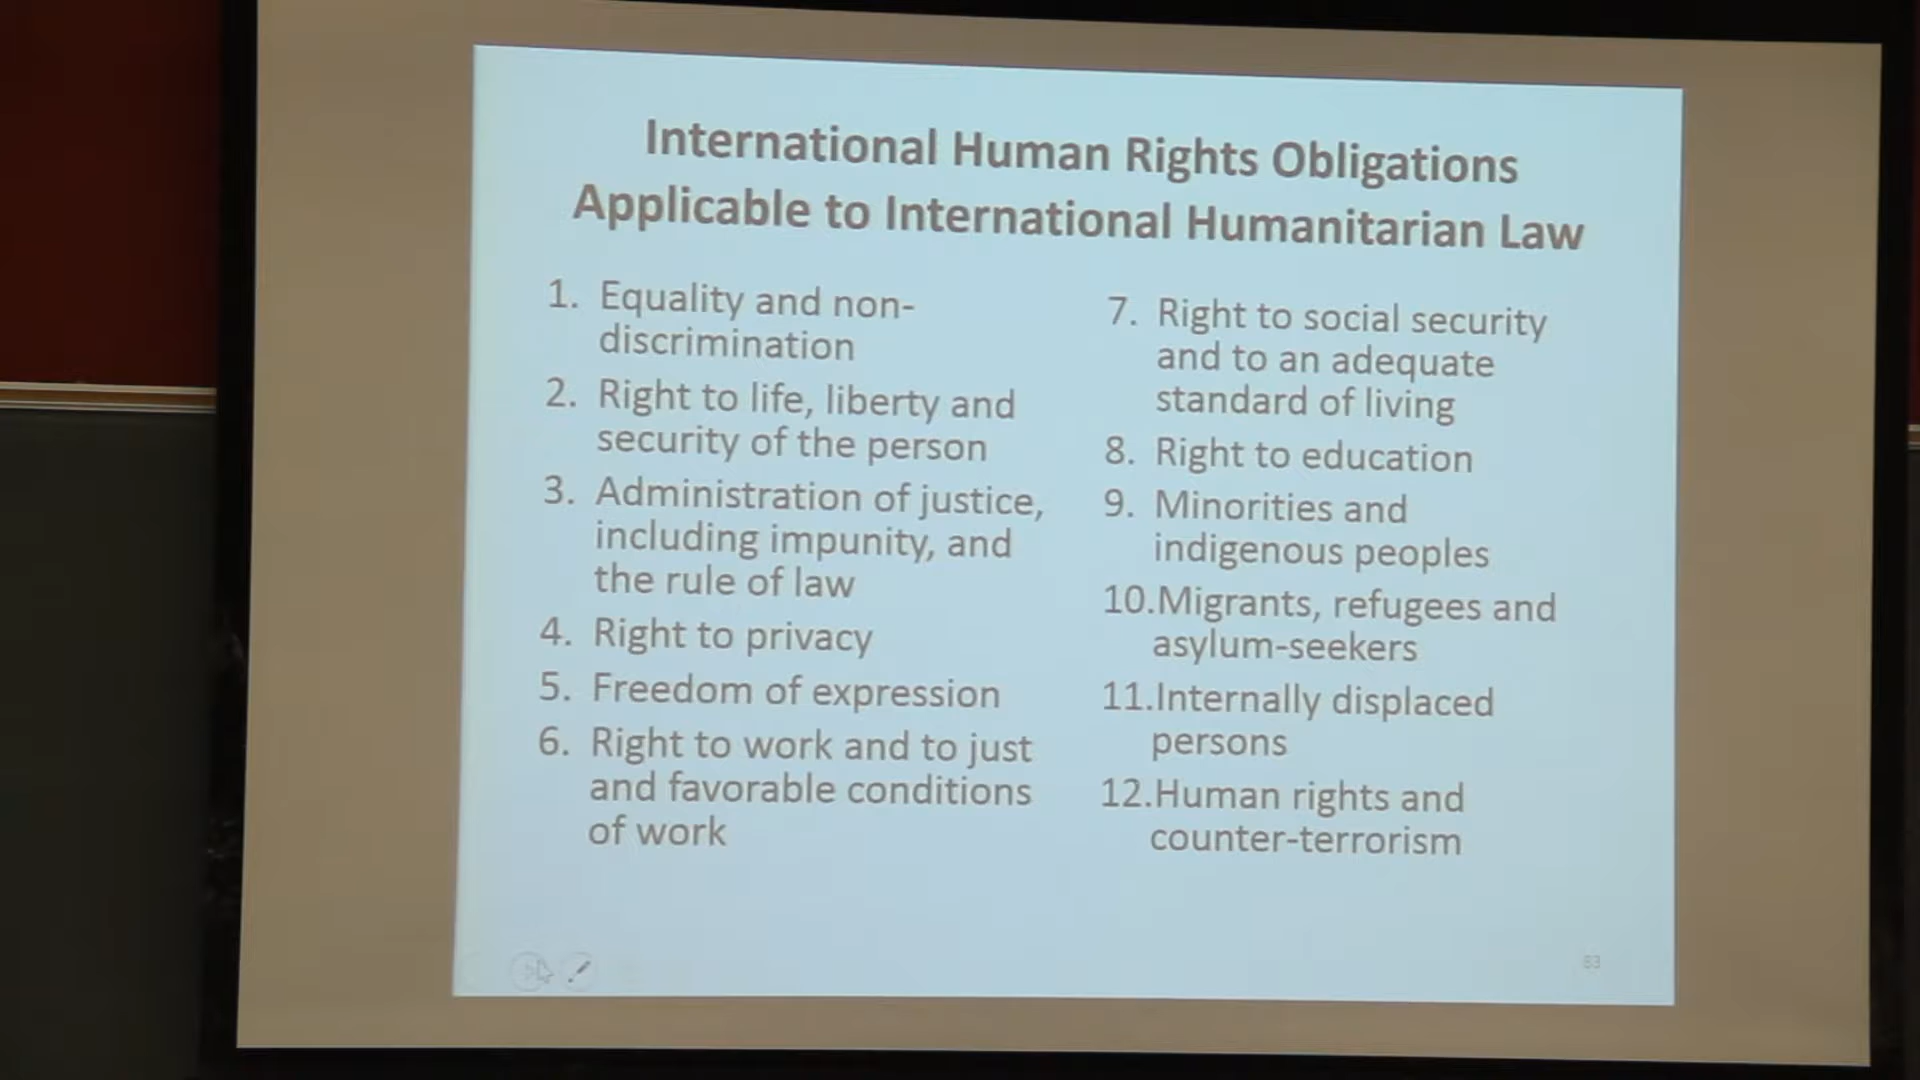 International Human Rights Obligations
Applicable to International Humanitarian Law
1. Equality and non-
discrimination
2. Right to life, liberty and
security of the person
3. Administration of justice,
including impunity, and
the rule of law
4. Right to privacy
5. Freedom of expression
6. Right to work and to just
and favorable conditions
of work
7. Right to social security
and to an adequate
standard of living
8. Right to education
9. Minorities and
indigenous peoples
10.Migrants, refugees and
asylum-seekers
11.Internally displaced
persons
12.Human rights and
counter-terrorism
83